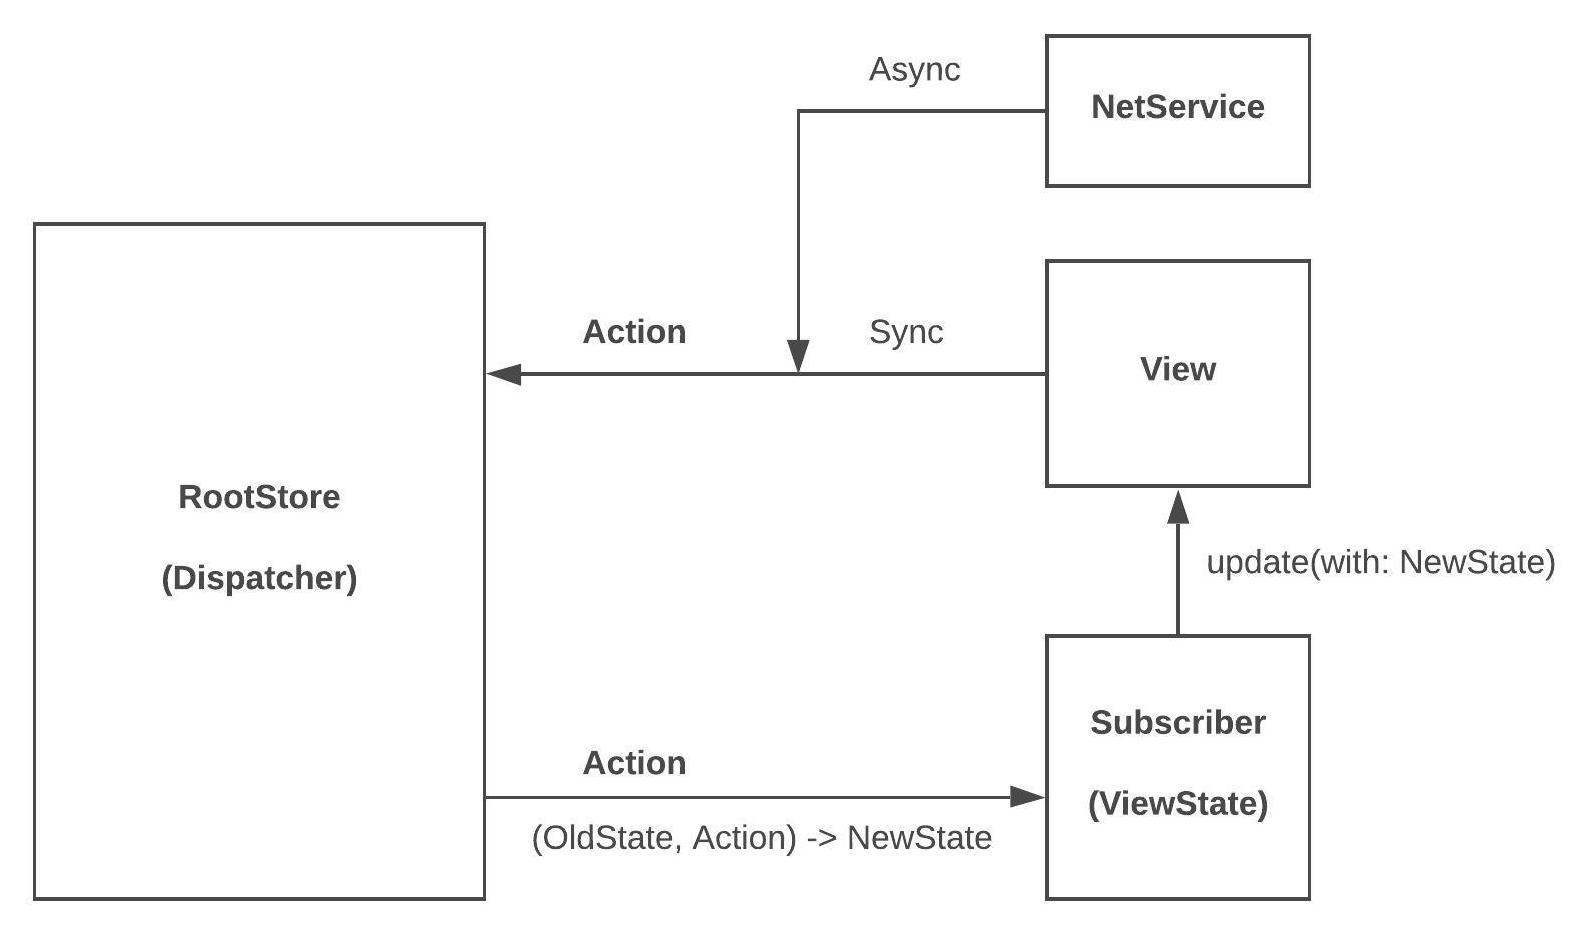 Async
NetService
Action
Sync
View
RootStore
(Dispatcher)
update(with: NewState)
Subscriber
(ViewState)
Action
(OldState, Action) -> NewState